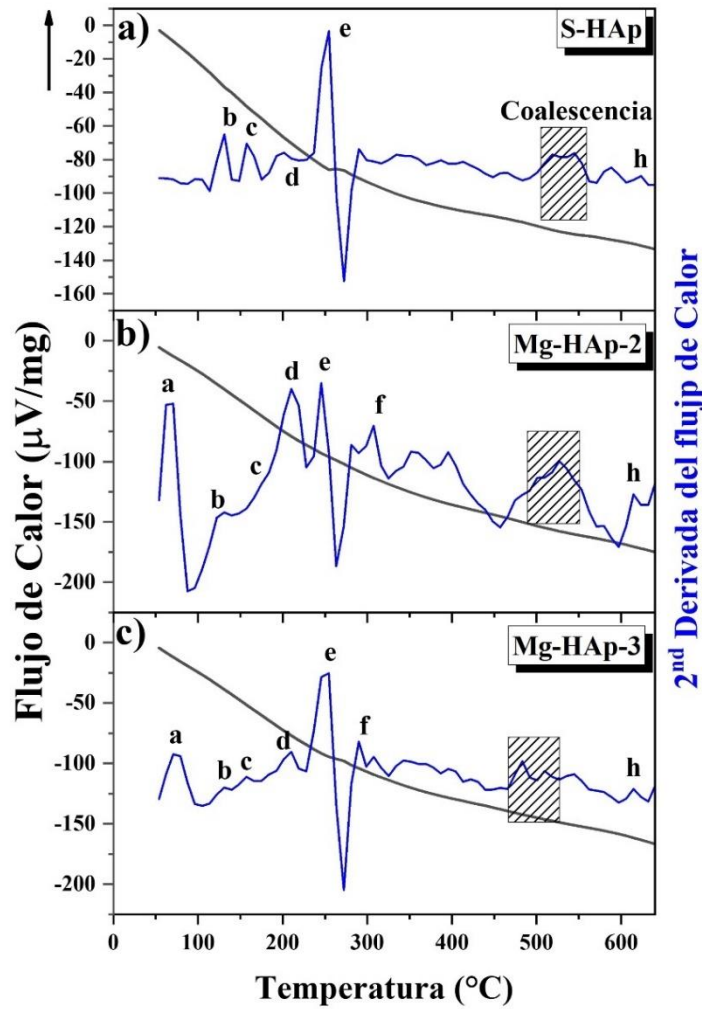 a)
S-HAp
e
b
c
d
Coalescencia
h
0
-20
-40
-60
-80
-100
-120
-140
-160
b)
Mg-HAp-2
a
b
c
d
e
f
h
0
-50
-100
-150
-200
c)
Mg-HAp-3
a
b
c
d
e
f
h
0
-50
-100
-150
-200
0 100 200 300 400 500 600
Temperatura (°C)
Flujo de Calor (µV/mg)
2nd Derivada del flujp de Calor